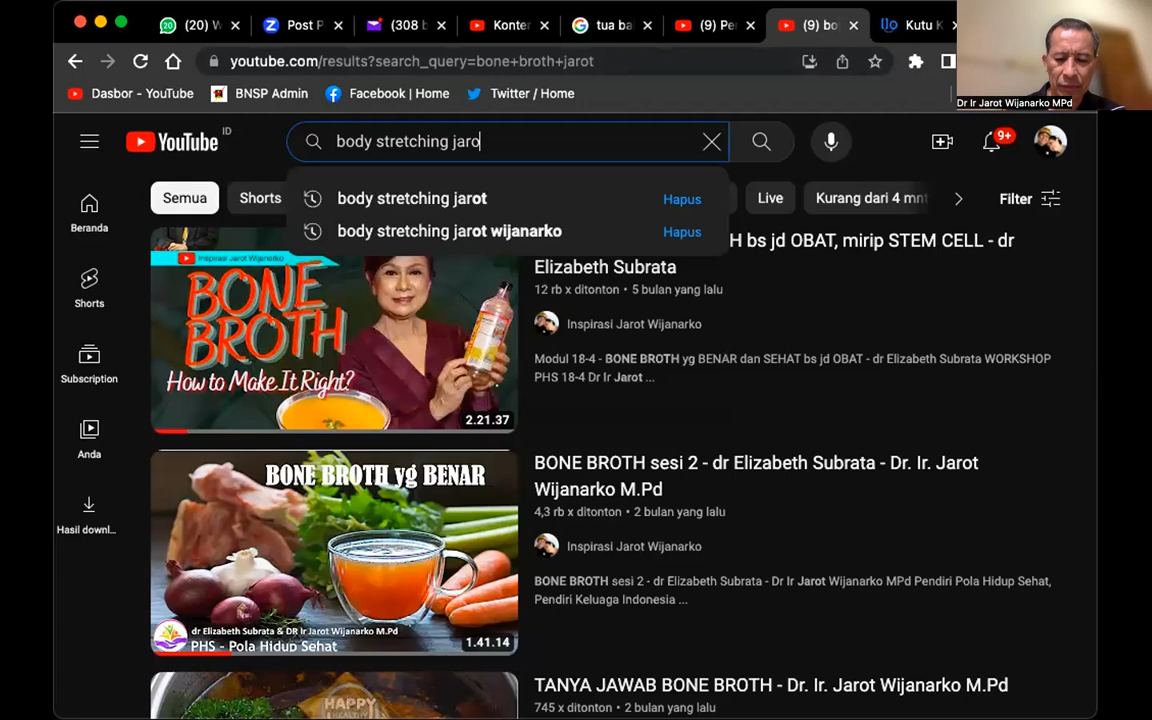 (20) W
Post P
(308) b
Konter
tua ba
(9) Pe
(9) bo
Kutu K
youtube.com/results?search_query=bone+broth+jarot
Dasbor - YouTube
BNSP Admin
Facebook | Home
Twitter / Home
Dr Ir Jarot Wijanarko MPd
YouTube ID
body stretching jaro
9+
body stretching jarot
Hapus
body stretching jarot wijanarko
Hapus
Semua
Shorts
Live
Kurang dari 4 mnt
Filter
Beranda
Shorts
Subscription
Anda
Hasil downl...
Inspirasi Jarot Wijanarko
BONE
BROTH
How to Make It Right?
2.21.37
H bs jd OBAT, mirip STEM CELL - dr
Elizabeth Subrata
12 rb x ditonton • 5 bulan yang lalu
Inspirasi Jarot Wijanarko
Modul 18-4 - BONE BROTH yg BENAR dan SEHAT bs jd OBAT - dr Elizabeth Subrata WORKSHOP
PHS 18-4 Dr Ir Jarot ...
BONE BROTH yg BENAR
dr Elizabeth Subrata & DR Ir Jarot Wijanarko M.Pd
PHS - Pola Hidup Sehat
1.41.14
BONE BROTH sesi 2 - dr Elizabeth Subrata - Dr. Ir. Jarot
Wijanarko M.Pd
4,3 rb x ditonton • 2 bulan yang lalu
Inspirasi Jarot Wijanarko
BONE BROTH sesi 2 - dr Elizabeth Subrata - Dr Ir Jarot Wijanarko MPd Pendiri Pola Hidup Sehat,
Pendiri Keluaga Indonesia ...
HAPPY
TANYA JAWAB BONE BROTH - Dr. Ir. Jarot Wijanarko M.Pd
745 x ditonton • 2 bulan yang lalu